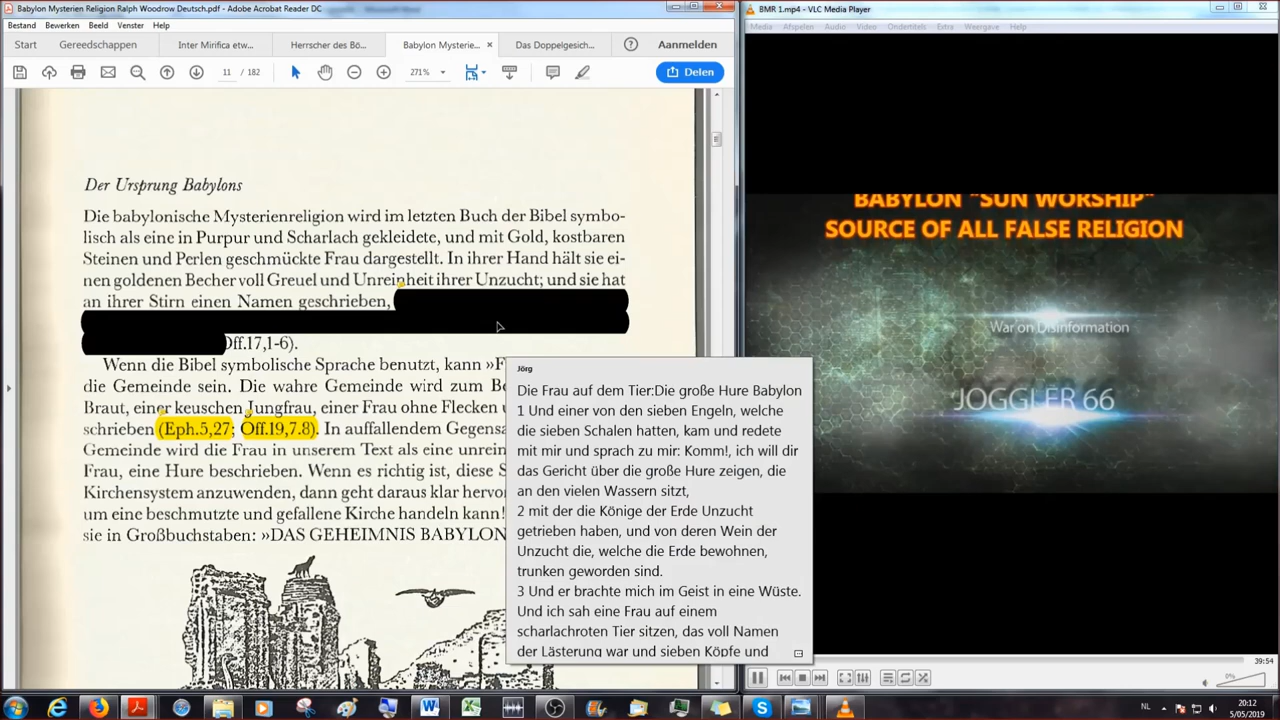 Babylon Mysterien Religion Ralph Woodrow Deutsch.pdf - Adobe Acrobat Reader DC
Bestand Bewerken Beeld Venster Help
Start Gereedschappen Inter Mirifica etw... Herrscher des Bö... Babylon Mysterie... × Das Doppelgesich... Anmelden
11 / 182 271% Delen
Der Ursprung Babylons
Die babylonische Mysterienreligion wird im letzten Buch der Bibel symbo-
lisch als eine in Purpur und Scharlach gekleidete, und mit Gold, kostbaren
Steinen und Perlen geschmückte Frau dargestellt. In ihrer Hand hält sie ei-
nen goldenen Becher voll Greuel und Unreinheit ihrer Unzucht; und sie hat
an ihrer Stirn einen Namen geschrieben,
Off.17,1-6).
Wenn die Bibel symbolische Sprache benutzt, kann »F
die Gemeinde sein. Die wahre Gemeinde wird zum B
Braut, einer keuschen Jungfrau, einer Frau ohne Flecken
schrieben (Eph.5,27; Off.19,7.8). In auffallendem Gegensa
Gemeinde wird die Frau in unserem Text als eine unrein
Frau, eine Hure beschrieben. Wenn es richtig ist, diese S
Kirchensystem anzuwenden, dann geht daraus klar hervo
um eine beschmutzte und gefallene Kirche handeln kann!
sie in Großbuchstaben: »DAS GEHEIMNIS BABYLON
Jörg
Die Frau auf dem Tier:Die große Hure Babylon
1 Und einer von den sieben Engeln, welche
die sieben Schalen hatten, kam und redete
mit mir und sprach zu mir: Komm!, ich will dir
das Gericht über die große Hure zeigen, die
an den vielen Wassern sitzt,
2 mit der die Könige der Erde Unzucht
getrieben haben, und von deren Wein der
Unzucht die, welche die Erde bewohnen,
trunken geworden sind.
3 Und er brachte mich im Geist in eine Wüste.
Und ich sah eine Frau auf einem
scharlachroten Tier sitzen, das voll Namen
der Lästerung war und sieben Köpfe und
BMR 1.mp4 - VLC Media Player
Media Afspelen Audio Video Ondertitels Extra Weergave Help
BABYLON "SUN WORSHIP"
SOURCE OF ALL FALSE RELIGION
War on Disinformation
JOGGLER 66
39:54
0%
NL
20:12
5/05/2019